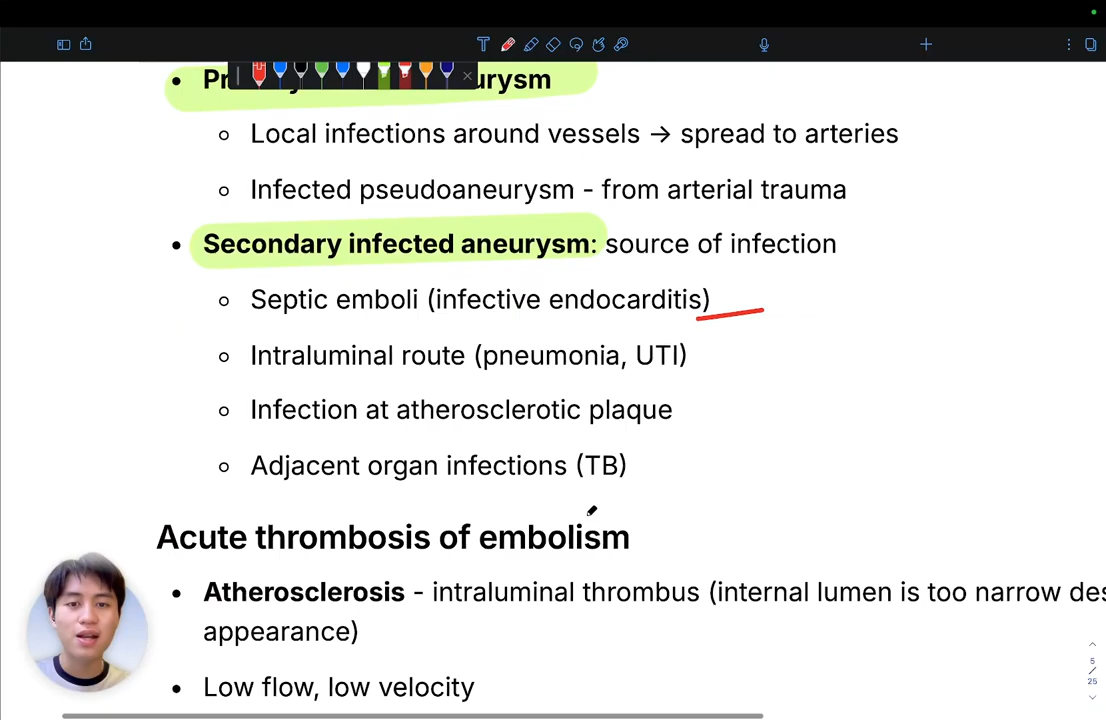 urysm
Local infections around vessels → spread to arteries
Infected pseudoaneurysm - from arterial trauma
Secondary infected aneurysm: source of infection
Septic emboli (infective endocarditis)
Intraluminal route (pneumonia, UTI)
Infection at atherosclerotic plaque
Adjacent organ infections (TB)
Acute thrombosis of embolism
Atherosclerosis - intraluminal thrombus (internal lumen is too narrow des
appearance)
Low flow, low velocity
5
/
25